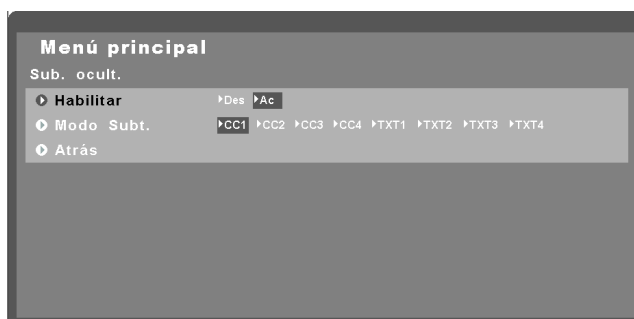 Menú principal
Sub. ocult.
Habilitar Des Ac
Modo Subt. CC1 CC2 CC3 CC4 TXT1 TXT2 TXT3 TXT4
Atrás